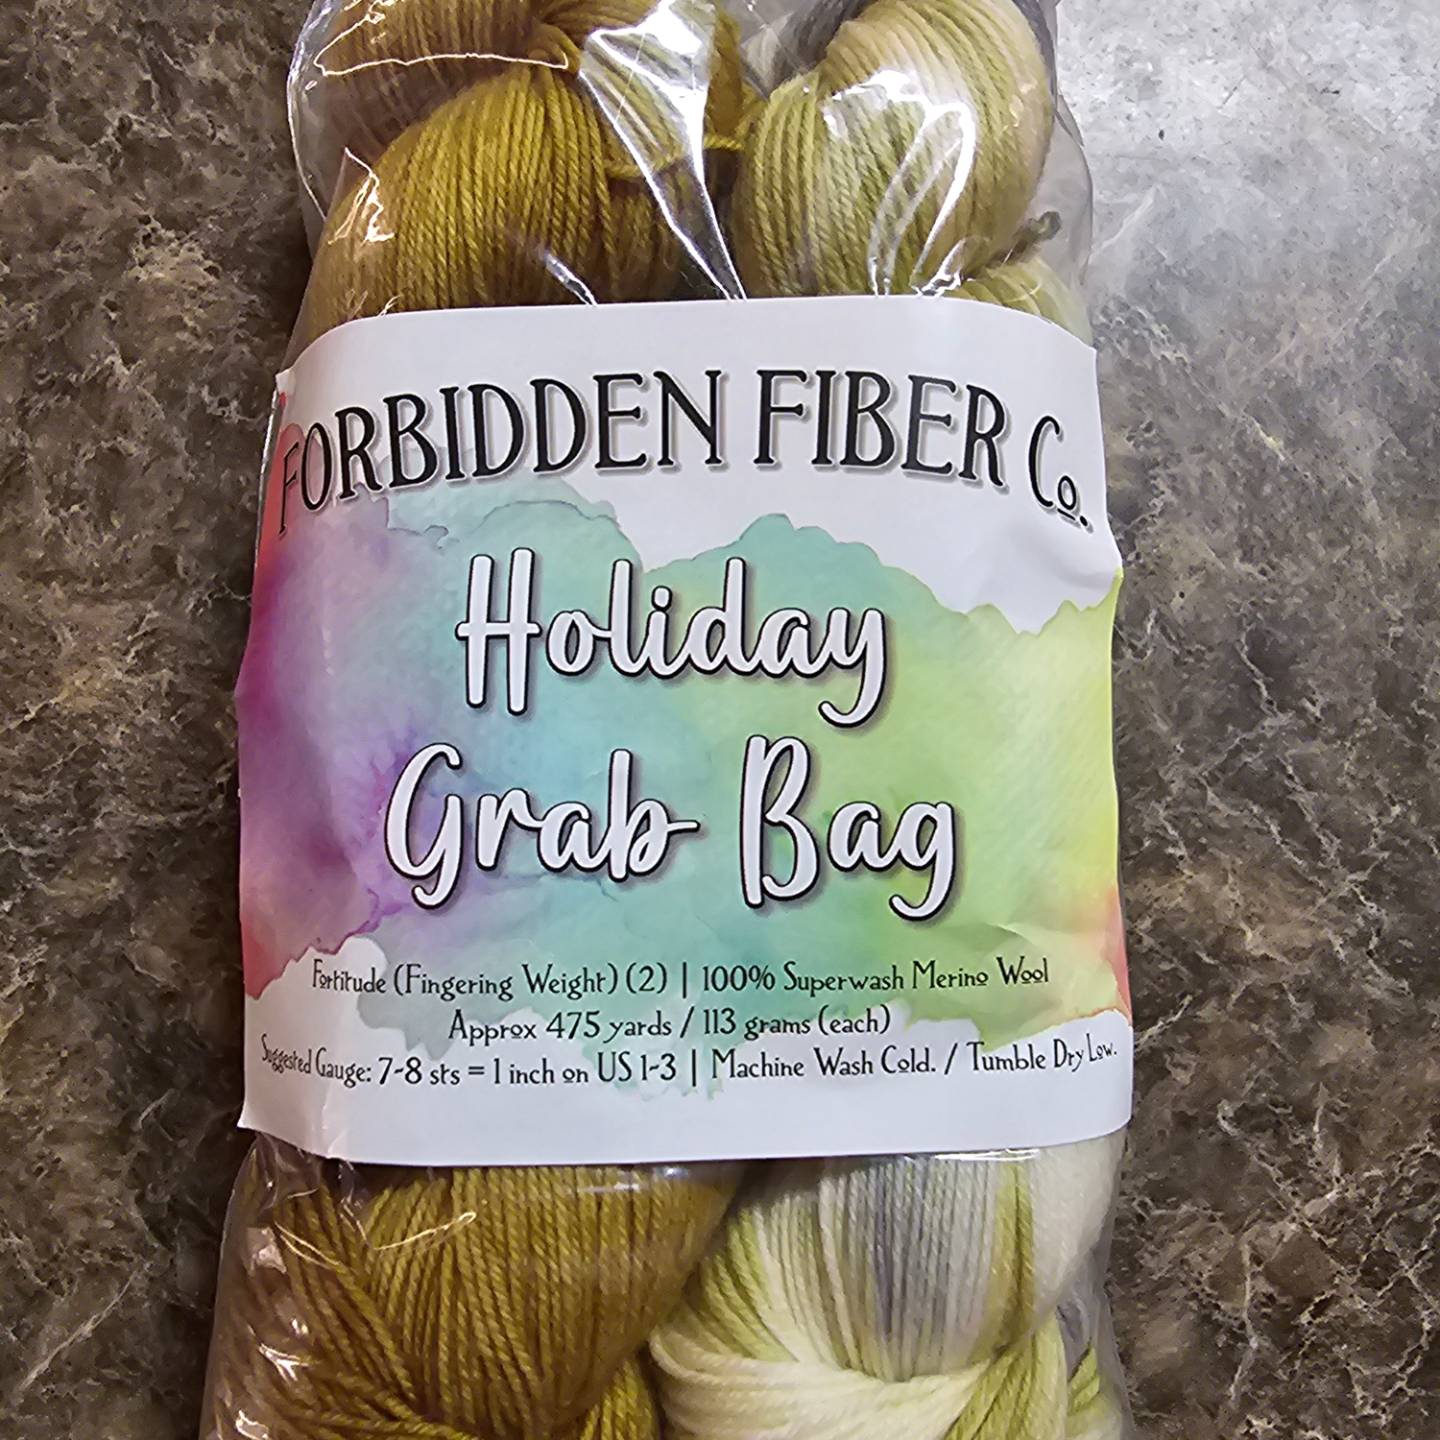 FORBIDDEN FIBER Co.
Holiday
Grab Bag
Fortitude (Fingering Weight) (2) | 100% Superwash Merino Wool
Approx 475 yards / 113 grams (each)
Suggested Gauge: 7-8 sts = 1 inch on US 1-3 | Machine Wash Cold. / Tumble Dry Low.